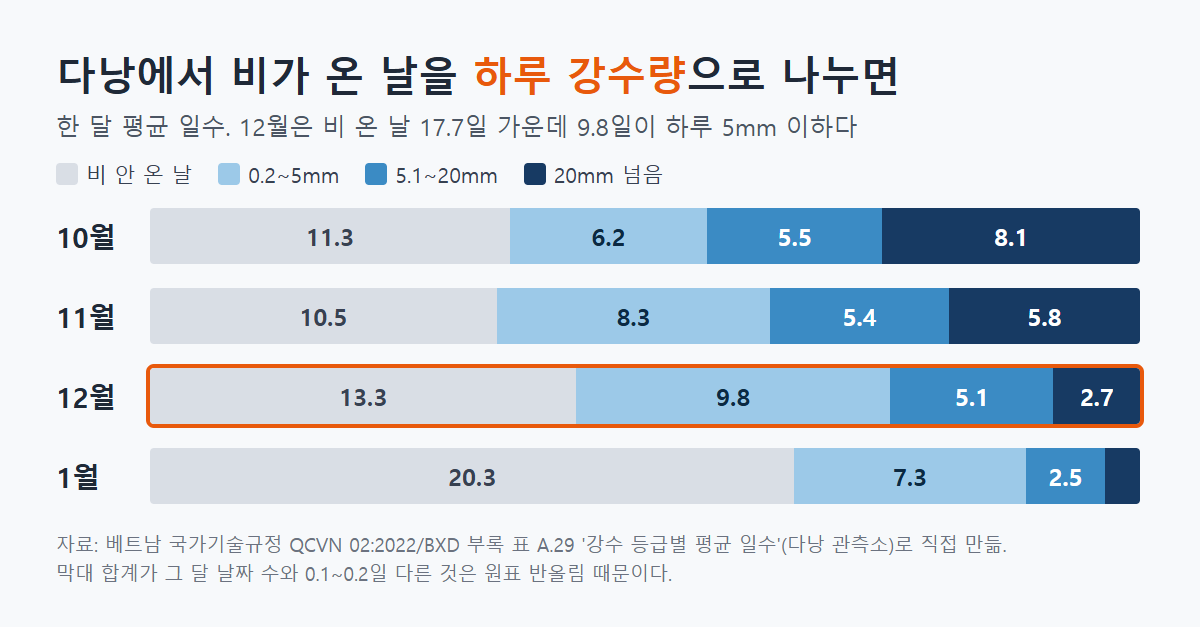 다낭에서 비가 온 날을 하루 강수량으로 나누면
한 달 평균 일수. 12월은 비 온 날 17.7일 가운데 9.8일이 하루 5mm 이하다
비 안 온 날 0.2~5mm 5.1~20mm 20mm 넘음
10월 11.3 6.2 5.5 8.1
11월 10.5 8.3 5.4 5.8
12월 13.3 9.8 5.1 2.7
1월 20.3 7.3 2.5
자료: 베트남 국가기술규정 QCVN 02:2022/BXD 부록 표 A.29 '강수 등급별 평균 일수'(다낭 관측소)로 직접 만듦.
막대 합계가 그 달 날짜 수와 0.1~0.2일 다른 것은 원표 반올림 때문이다.